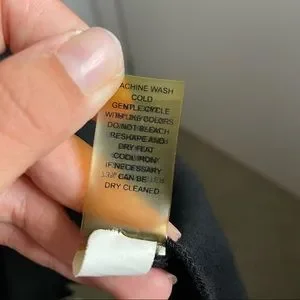 MACHINE WASH
COLD
GENTLE CYCLE
WITH LIKE COLORS
DO NOT BLEACH
RESHAPE AND
DRY FLAT
COOL IRON
IF NECESSARY
CAN BE
DRY CLEANED